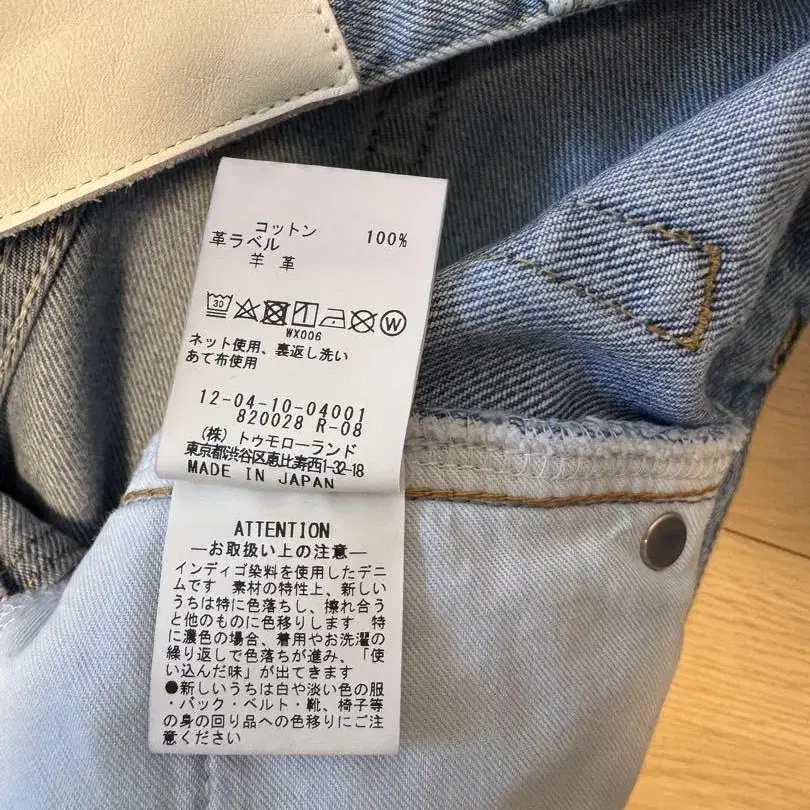 コットン 100%
革ラベル
羊革
30
W
WX006
ネット使用、裏返し洗い
あて布使用
12-04-10-04001
820028 R-08
(株) トゥモローランド
東京都渋谷区恵比寿西1-32-18
MADE IN JAPAN
ATTENTION
―お取扱い上の注意―
インディゴ染料を使用したデニ
ムです 素材の特性上、新しい
うちは特に色落ちし、擦れ合う
と他のものに色移りします 特
に濃色の場合、着用やお洗濯の
繰り返しで色落ちが進み、「使
い込んだ味」が出てきます
●新しいうちは白や淡い色の服
・バック・ベルト・靴、椅子等
の身の回り品への色移りにご注
意ください